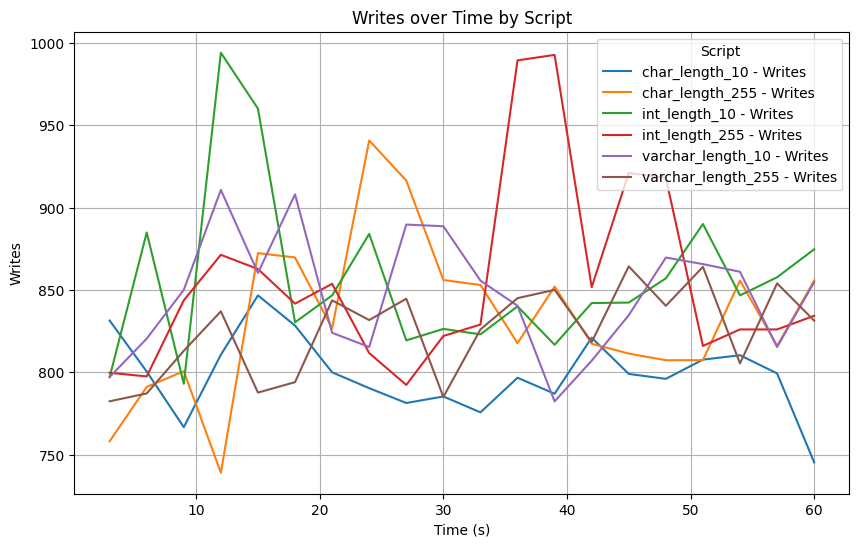 Writes over Time by Script
1000
950
900
850
800
750
Writes
10
20
30
40
50
60
Time (s)
Script
char_length_10 - Writes
char_length_255 - Writes
int_length_10 - Writes
int_length_255 - Writes
varchar_length_10 - Writes
varchar_length_255 - Writes